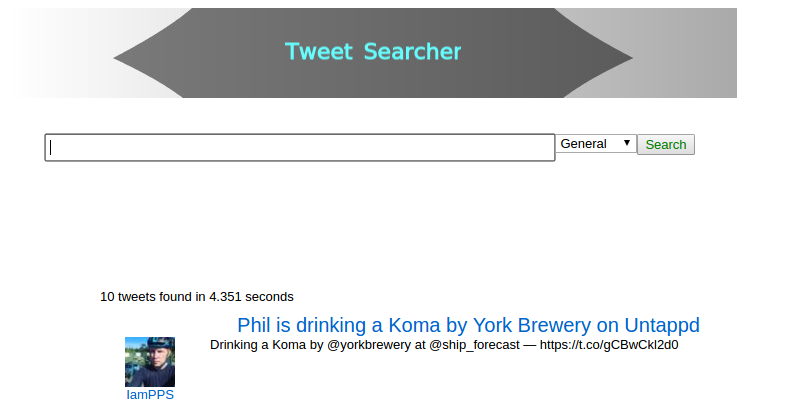 Tweet Searcher
General
Search
10 tweets found in 4.351 seconds
Phil is drinking a Koma by York Brewery on Untappd
Drinking a Koma by @yorkbrewery at @ship_forecast — https://t.co/gCBwCkl2d0
IamPPS